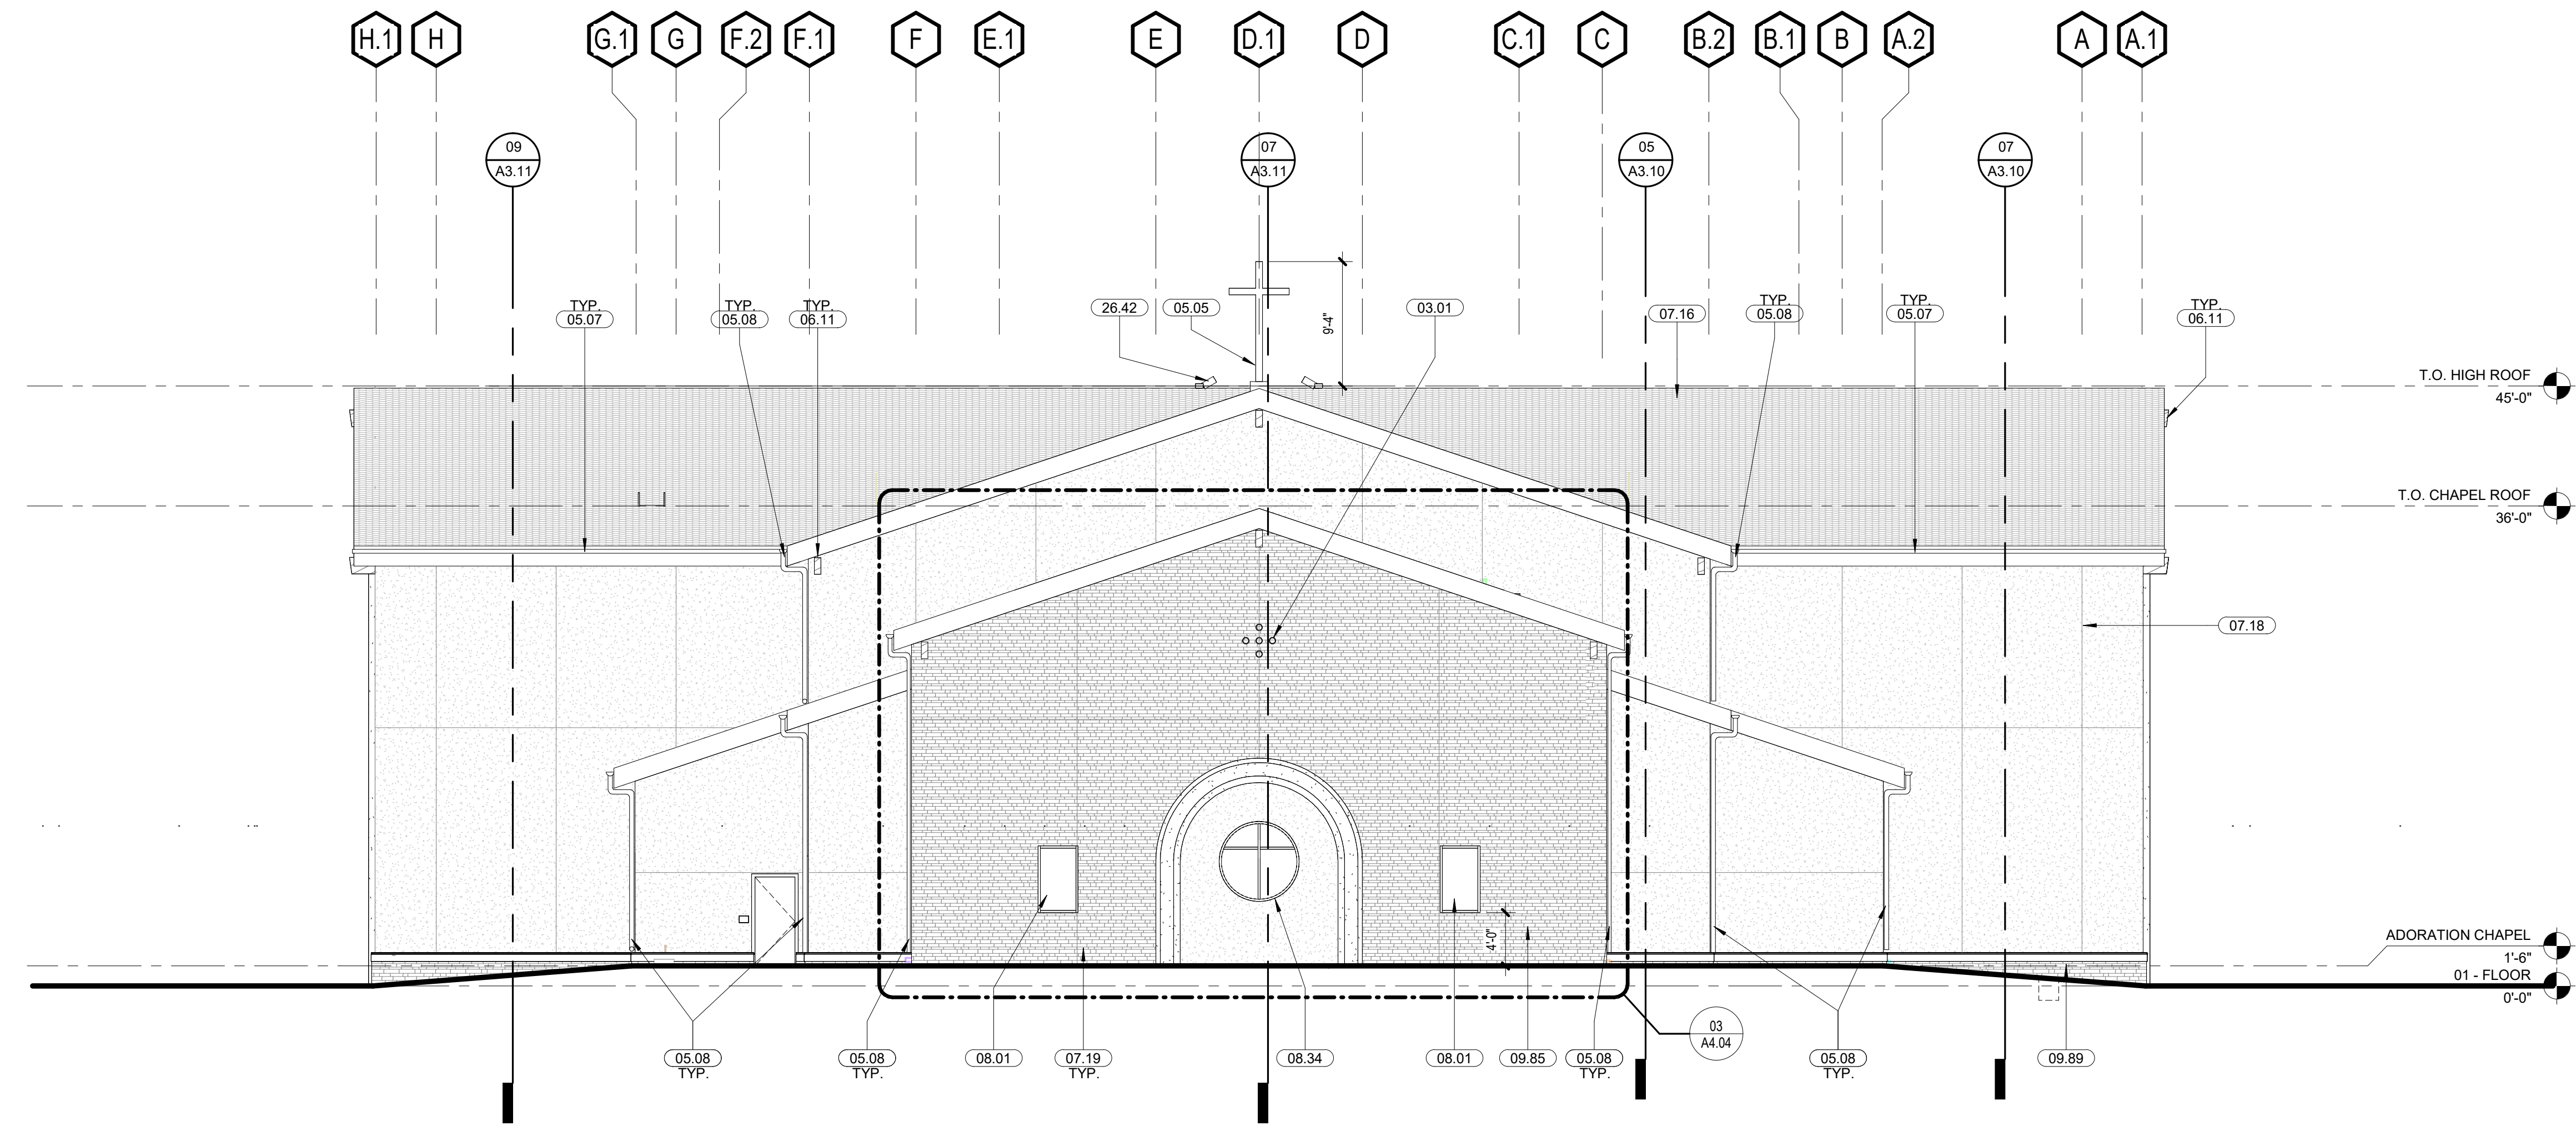 H.1 H G.1 G F.2 F.1 F E.1 E D.1 D C.1 C B.2 B.1 B A.2 A A.1
09
A3.11
07
A3.11
05
A3.10
07
A3.10
TYP.
05.07
TYP.
05.08
TYP.
06.11
26.42
05.05
9'-4"
03.01
07.16
TYP.
05.08
TYP.
05.07
TYP.
06.11
T.O. HIGH ROOF
45'-0"
T.O. CHAPEL ROOF
36'-0"
07.18
4'-0"
ADORATION CHAPEL
1'-6"
01 - FLOOR
0'-0"
03
A4.04
05.08
TYP.
05.08
TYP.
08.01
07.19
TYP.
08.34
08.01
09.85
05.08
TYP.
05.08
TYP.
09.89